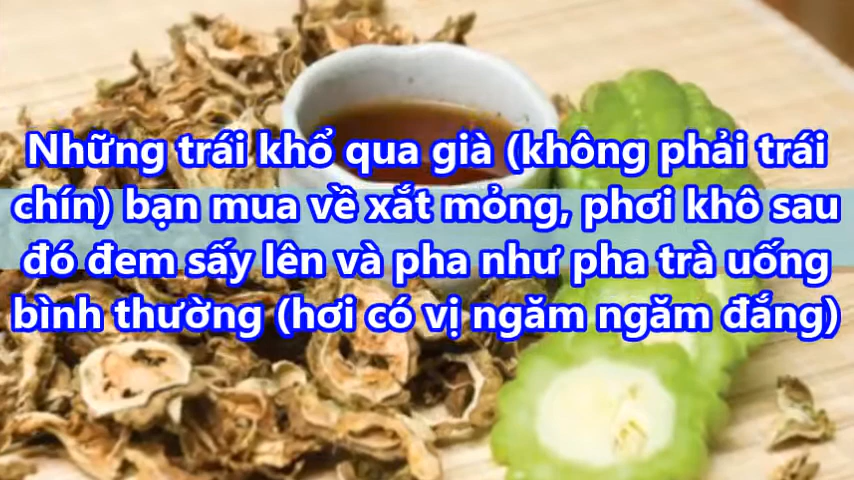 Những trái khổ qua già (không phải trái
chín) bạn mua về xắt mỏng, phơi khô sau
đó đem sấy lên và pha như pha trà uống
bình thường (hơi có vị ngăm ngăm đắng)